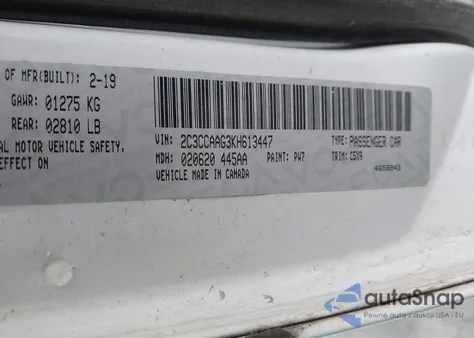 OF MFR(BUILT): 2-19
GAWR: 01275 KG
REAR: 02810 LB
AL MOTOR VEHICLE SAFETY,
EFFECT ON
VIN: 2C3CCAAG3KH613447
TYPE: PASSENGER CAR
MDH: 020620 445AA
PAINT: PW7
TRIM: C5X9
VEHICLE MADE IN CANADA
autoSnap
Pewne auto z aukcji USA i EU